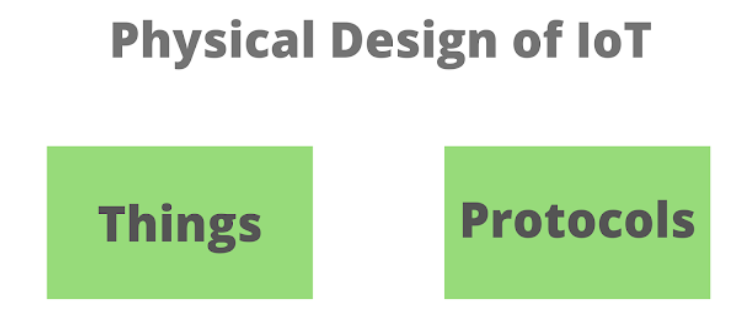 Physical Design of IoT
Things
Protocols